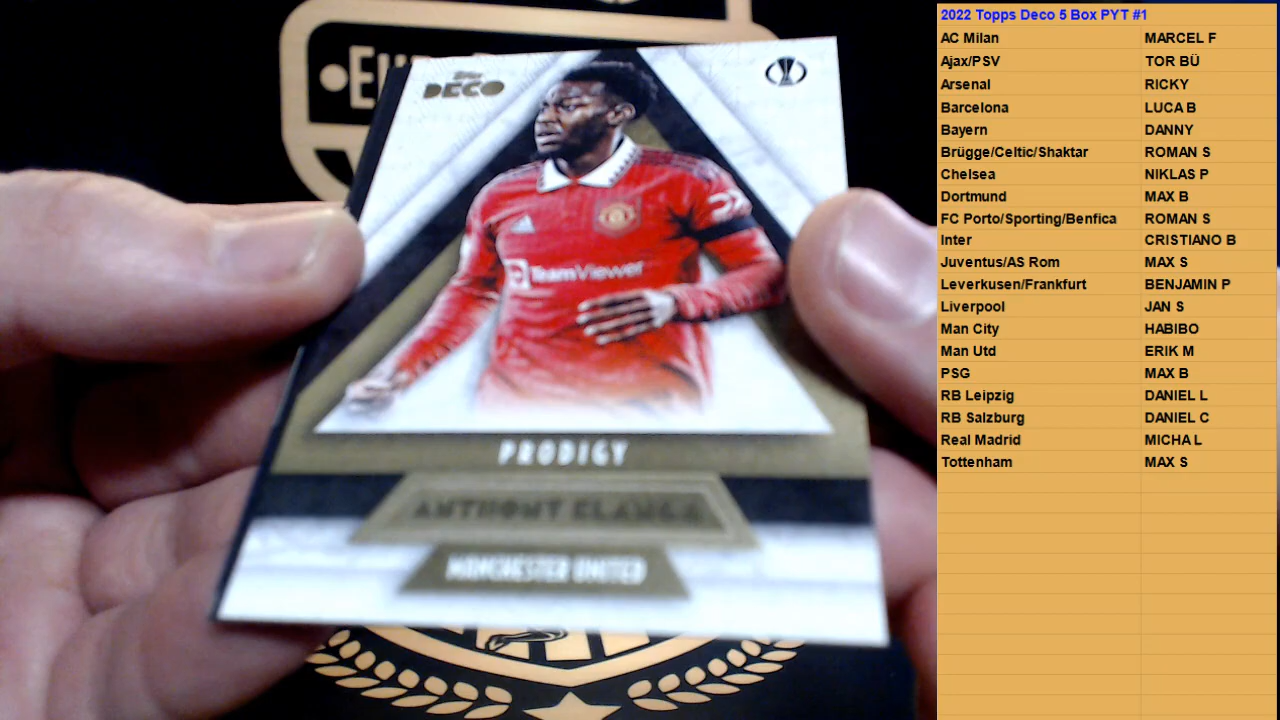 Topps
DECO
TeamViewer
PRODIGY
ANTHONY ELANGA
MANCHESTER UNITED
2022 Topps Deco 5 Box PYT #1
AC Milan MARCEL F
Ajax/PSV TOR BÜ
Arsenal RICKY
Barcelona LUCA B
Bayern DANNY
Brügge/Celtic/Shaktar ROMAN S
Chelsea NIKLAS P
Dortmund MAX B
FC Porto/Sporting/Benfica ROMAN S
Inter CRISTIANO B
Juventus/AS Rom MAX S
Leverkusen/Frankfurt BENJAMIN P
Liverpool JAN S
Man City HABIBO
Man Utd ERIK M
PSG MAX B
RB Leipzig DANIEL L
RB Salzburg DANIEL C
Real Madrid MICHA L
Tottenham MAX S